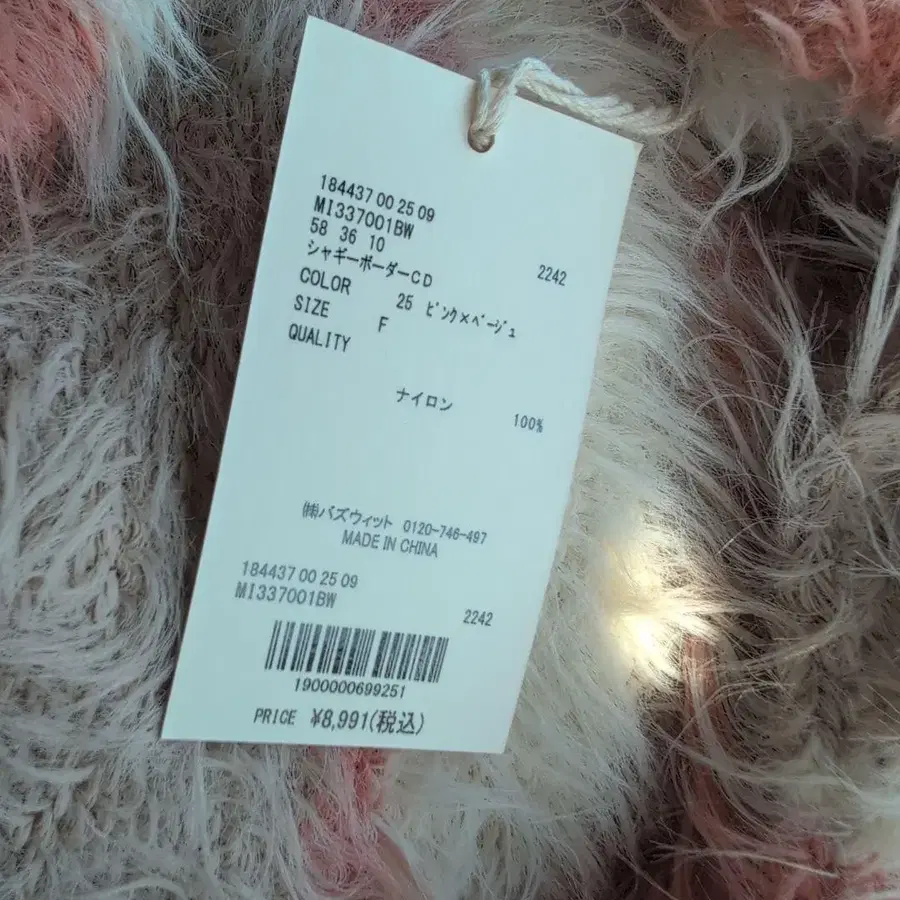 184437 00 25 09
MI337001BW
58 36 10 2242
シャギーボーダーCD
COLOR 25 ピンク×ベージュ
SIZE F
QUALITY
ナイロン 100%
㈱バズウィット 0120-746-497
MADE IN CHINA
184437 00 25 09
MI337001BW 2242
1900000699251
PRICE ¥8,991(税込)